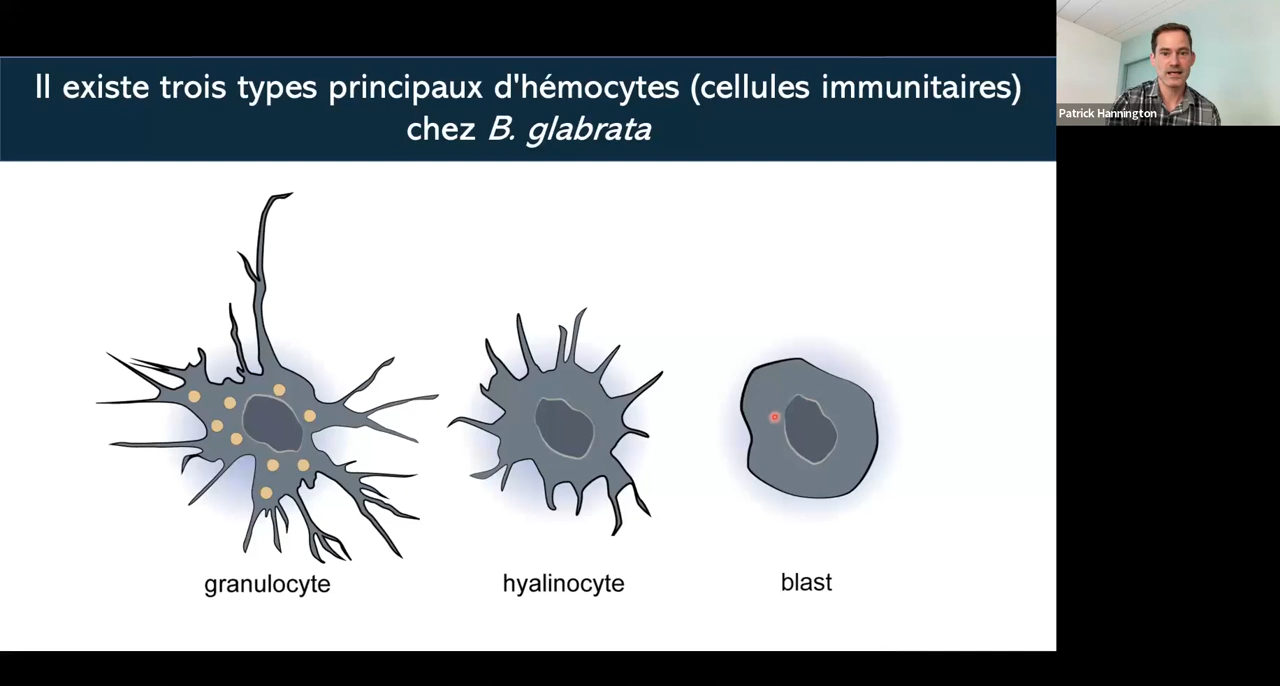 Il existe trois types principaux d'hémocytes (cellules immunitaires)
chez B. glabrata
Patrick Hannington
granulocyte
hyalinocyte
blast